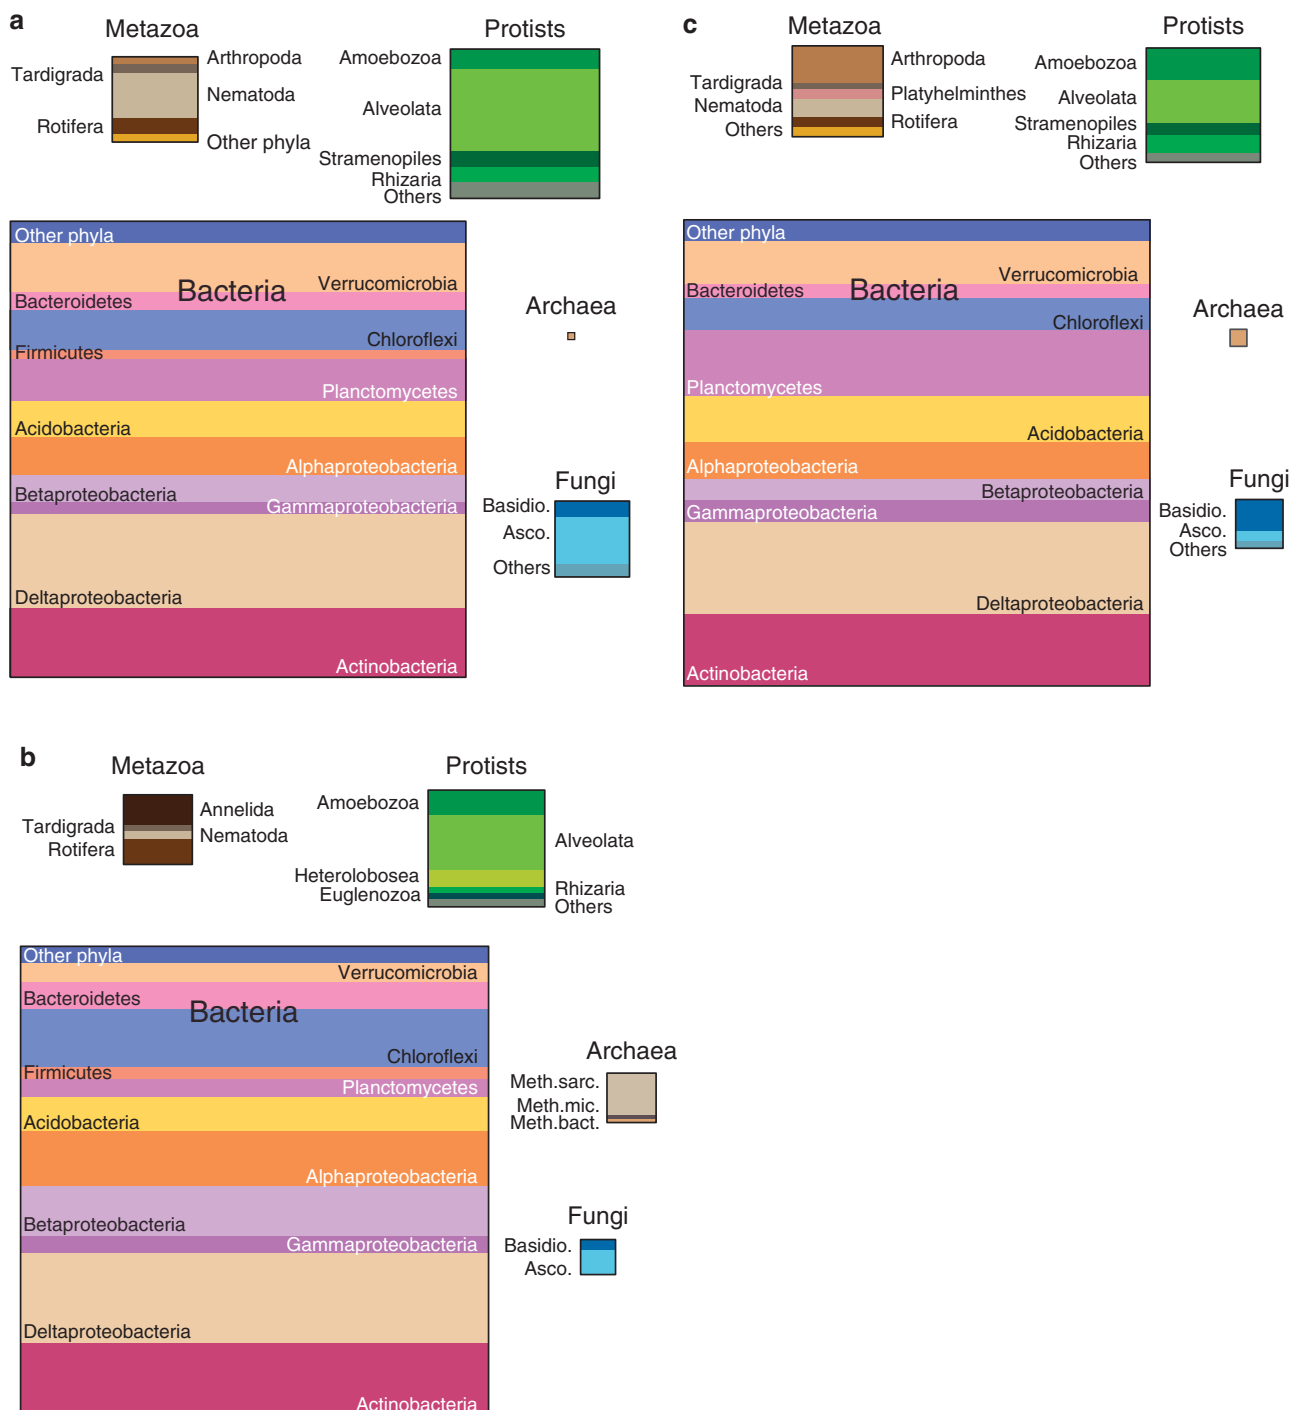 a
Metazoa
Tardigrada
Rotifera
Arthropoda
Nematoda
Other phyla
Protists
Amoebozoa
Alveolata
Stramenopiles
Rhizaria
Others
Other phyla
Bacteria
Verrucomicrobia
Bacteroidetes
Chloroflexi
Firmicutes
Planctomycetes
Acidobacteria
Alphaproteobacteria
Betaproteobacteria
Gammaproteobacteria
Deltaproteobacteria
Actinobacteria
Archaea
Fungi
Basidio.
Asco.
Others
c
Metazoa
Tardigrada
Nematoda
Others
Arthropoda
Platyhelminthes
Rotifera
Protists
Amoebozoa
Alveolata
Stramenopiles
Rhizaria
Others
Other phyla
Bacteria
Verrucomicrobia
Bacteroidetes
Chloroflexi
Planctomycetes
Acidobacteria
Alphaproteobacteria
Betaproteobacteria
Gammaproteobacteria
Deltaproteobacteria
Actinobacteria
Archaea
Fungi
Basidio.
Asco.
Others
b
Metazoa
Tardigrada
Rotifera
Annelida
Nematoda
Protists
Amoebozoa
Alveolata
Heterolobosea
Euglenozoa
Rhizaria
Others
Other phyla
Verrucomicrobia
Bacteroidetes
Bacteria
Chloroflexi
Firmicutes
Planctomycetes
Acidobacteria
Alphaproteobacteria
Betaproteobacteria
Gammaproteobacteria
Deltaproteobacteria
Actinobacteria
Archaea
Meth.sarc.
Meth.mic.
Meth.bact.
Fungi
Basidio.
Asco.